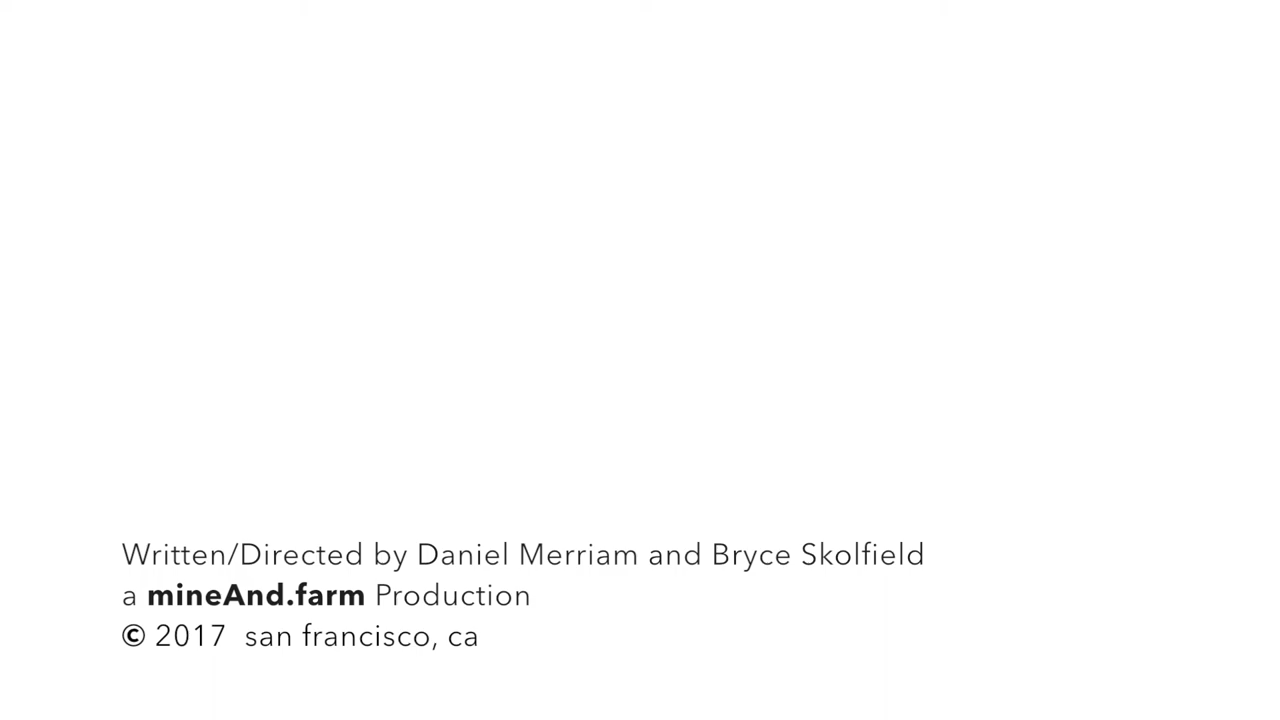 Written/Directed by Daniel Merriam and Bryce Skolfield
a mineAnd.farm Production
© 2017 san francisco, ca